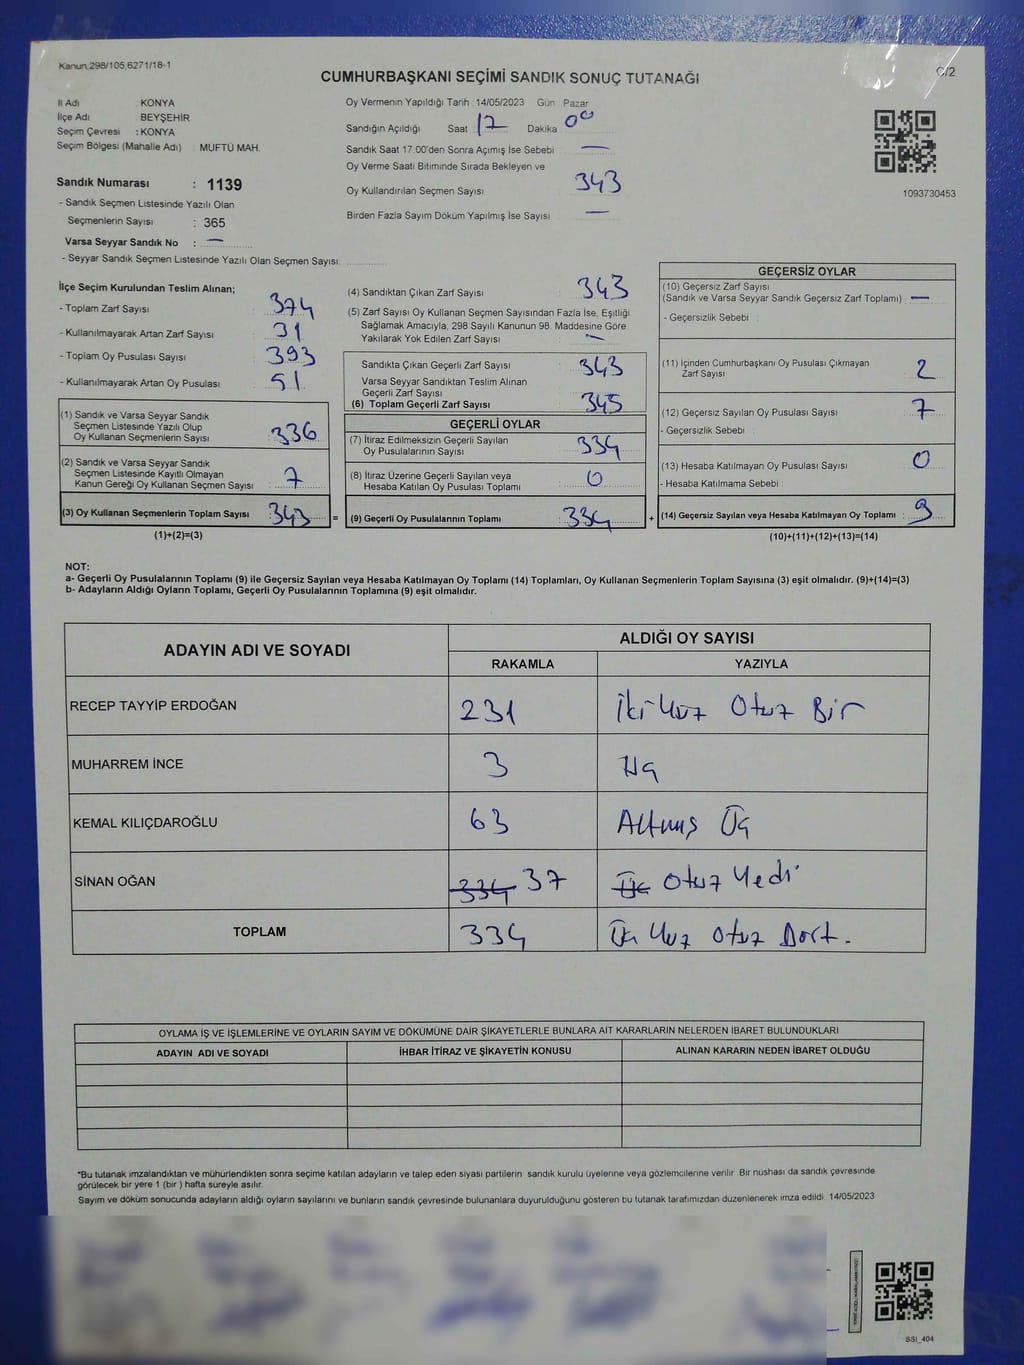 Kanun,298/105,6271/18-1
CUMHURBAŞKANI SEÇİMİ SANDIK SONUÇ TUTANAĞI
C/2
İl Adı : KONYA
İlçe Adı : BEYŞEHİR
Seçim Çevresi : KONYA
Seçim Bölgesi (Mahalle Adı) : MÜFTÜ MAH.
Sandık Numarası : 1139
- Sandık Seçmen Listesinde Yazılı Olan
Seçmenlerin Sayısı : 365
Varsa Seyyar Sandık No : —
- Seyyar Sandık Seçmen Listesinde Yazılı Olan Seçmen Sayısı:
Oy Vermenin Yapıldığı Tarih : 14/05/2023 Gün : Pazar
Sandığın Açıldığı Saat 17 Dakika 00
Sandık Saat 17.00'den Sonra Açımış İse Sebebi : —
Oy Verme Saati Bitiminde Sırada Bekleyen ve
Oy Kullandırılan Seçmen Sayısı : 343
Birden Fazla Sayım Döküm Yapılmış İse Sayısı : —
1093730453
İlçe Seçim Kurulundan Teslim Alınan;
- Toplam Zarf Sayısı : 374
- Kullanılmayarak Artan Zarf Sayısı : 31
- Toplam Oy Pusulası Sayısı : 393
- Kullanılmayarak Artan Oy Pusulası : 51
(1) Sandık ve Varsa Seyyar Sandık
Seçmen Listesinde Yazılı Olup
Oy Kullanan Seçmenlerin Sayısı : 336
(2) Sandık ve Varsa Seyyar Sandık
Seçmen Listesinde Kayıtlı Olmayan
Kanun Gereği Oy Kullanan Seçmen Sayısı : 7
(3) Oy Kullanan Seçmenlerin Toplam Sayısı : 343
(1)+(2)=(3)
(4) Sandıktan Çıkan Zarf Sayısı : 343
(5) Zarf Sayısı Oy Kullanan Seçmen Sayısından Fazla İse, Eşitliği
Sağlamak Amacıyla, 298 Sayılı Kanunun 98. Maddesine Göre
Yakılarak Yok Edilen Zarf Sayısı : —
Sandıkta Çıkan Geçerli Zarf Sayısı : 343
Varsa Seyyar Sandıktan Teslim Alınan
Geçerli Zarf Sayısı
(6) Toplam Geçerli Zarf Sayısı : 345
GEÇERLİ OYLAR
(7) İtiraz Edilmeksizin Geçerli Sayılan
Oy Pusulalarının Sayısı : 334
(8) İtiraz Üzerine Geçerli Sayılan veya
Hesaba Katılan Oy Pusulası Toplamı : 0
= (9) Geçerli Oy Pusulalarının Toplamı : 334 +
GEÇERSİZ OYLAR
(10) Geçersiz Zarf Sayısı
(Sandık ve Varsa Seyyar Sandık Geçersiz Zarf Toplamı) : —
- Geçersizlik Sebebi :
(11) İçinden Cumhurbaşkanı Oy Pusulası Çıkmayan
Zarf Sayısı : 2
(12) Geçersiz Sayılan Oy Pusulası Sayısı : 7
- Geçersizlik Sebebi :
(13) Hesaba Katılmayan Oy Pusulası Sayısı : 0
- Hesaba Katılmama Sebebi :
(14) Geçersiz Sayılan veya Hesaba Katılmayan Oy Toplamı : 9
(10)+(11)+(12)+(13)=(14)
NOT:
a- Geçerli Oy Pusulalarının Toplamı (9) ile Geçersiz Sayılan veya Hesaba Katılmayan Oy Toplamı (14) Toplamları, Oy Kullanan Seçmenlerin Toplam Sayısına (3) eşit olmalıdır. (9)+(14)=(3)
b- Adayların Aldığı Oyların Toplamı, Geçerli Oy Pusulalarının Toplamına (9) eşit olmalıdır.
ADAYIN ADI VE SOYADI ALDIĞI OY SAYISI
RAKAMLA YAZIYLA
RECEP TAYYİP ERDOĞAN 231 İki Yüz Otuz Bir
MUHARREM İNCE 3 Üç
KEMAL KILIÇDAROĞLU 63 Altmış Üç
SİNAN OĞAN 334 37 Üç Otuz Yedi
TOPLAM 334 Üç Yüz Otuz Dört.
OYLAMA İŞ VE İŞLEMLERİNE VE OYLARIN SAYIM VE DÖKÜMÜNE DAİR ŞİKAYETLERLE BUNLARA AİT KARARLARIN NELERDEN İBARET BULUNDUKLARI
ADAYIN ADI VE SOYADI İHBAR İTİRAZ VE ŞİKAYETİN KONUSU ALINAN KARARIN NEDEN İBARET OLDUĞU
*Bu tutanak imzalandıktan ve mühürlendikten sonra seçime katılan adayların ve talep eden siyasi partilerin sandık kurulu üyelerine veya gözlemcilerine verilir. Bir nüshası da sandık çevresinde
görülecek bir yere 1 (bir ) hafta süreyle asılır.
Sayım ve döküm sonucunda adayların aldığı oyların sayılarını ve bunların sandık çevresinde bulunanlara duyurulduğunu gösteren bu tutanak tarafımızdan düzenlenerek imza edildi. 14/05/2023
SSI_404